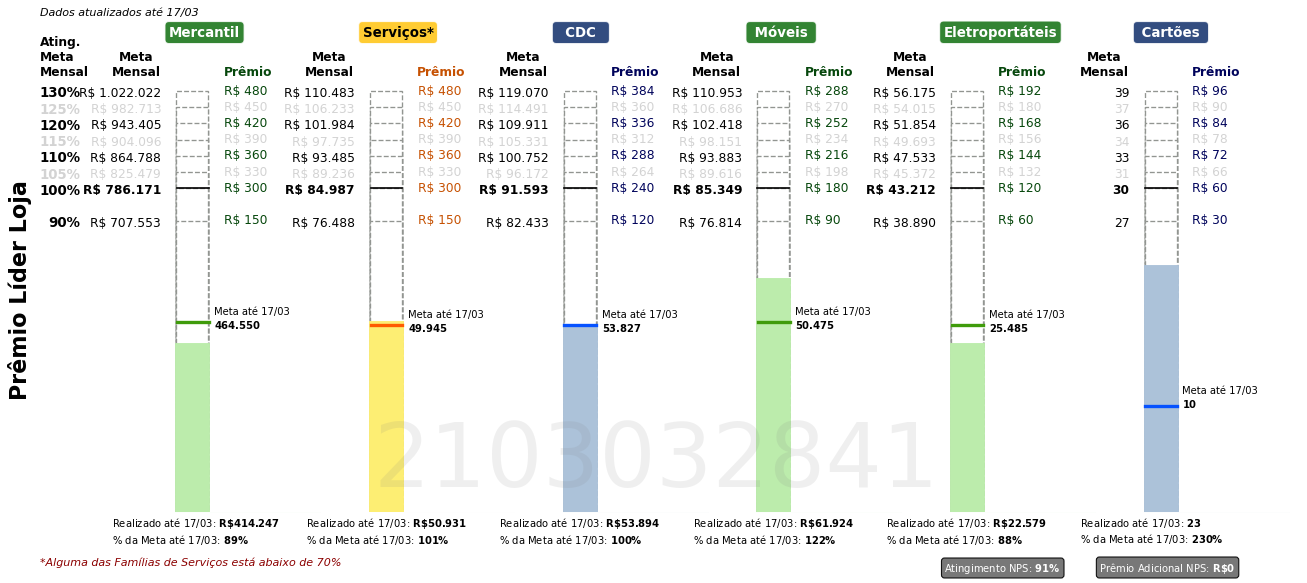 Dados atualizados até 17/03
Mercantil Serviços* CDC Móveis Eletroportáteis Cartões
Ating.
Meta Meta Meta Meta Meta Meta Meta
Mensal Mensal Prêmio Mensal Prêmio Mensal Prêmio Mensal Prêmio Mensal Prêmio Mensal Prêmio
130% R$ 1.022.022 R$ 480 R$ 110.483 R$ 480 R$ 119.070 R$ 384 R$ 110.953 R$ 288 R$ 56.175 R$ 192 39 R$ 96
125% R$ 982.713 R$ 450 R$ 106.233 R$ 450 R$ 114.491 R$ 360 R$ 106.686 R$ 270 R$ 54.015 R$ 180 37 R$ 90
120% R$ 943.405 R$ 420 R$ 101.984 R$ 420 R$ 109.911 R$ 336 R$ 102.418 R$ 252 R$ 51.854 R$ 168 36 R$ 84
115% R$ 904.096 R$ 390 R$ 97.735 R$ 390 R$ 105.331 R$ 312 R$ 98.151 R$ 234 R$ 49.693 R$ 156 34 R$ 78
110% R$ 864.788 R$ 360 R$ 93.485 R$ 360 R$ 100.752 R$ 288 R$ 93.883 R$ 216 R$ 47.533 R$ 144 33 R$ 72
105% R$ 825.479 R$ 330 R$ 89.236 R$ 330 R$ 96.172 R$ 264 R$ 89.616 R$ 198 R$ 45.372 R$ 132 31 R$ 66
100% R$ 786.171 R$ 300 R$ 84.987 R$ 300 R$ 91.593 R$ 240 R$ 85.349 R$ 180 R$ 43.212 R$ 120 30 R$ 60
90% R$ 707.553 R$ 150 R$ 76.488 R$ 150 R$ 82.433 R$ 120 R$ 76.814 R$ 90 R$ 38.890 R$ 60 27 R$ 30
Prêmio Líder Loja
Meta até 17/03 Meta até 17/03 Meta até 17/03 Meta até 17/03 Meta até 17/03
464.550 49.945 53.827 50.475 25.485
Meta até 17/03
10
2103032841
Realizado até 17/03: R$414.247 Realizado até 17/03: R$50.931 Realizado até 17/03: R$53.894 Realizado até 17/03: R$61.924 Realizado até 17/03: R$22.579 Realizado até 17/03: 23
% da Meta até 17/03: 89% % da Meta até 17/03: 101% % da Meta até 17/03: 100% % da Meta até 17/03: 122% % da Meta até 17/03: 88% % da Meta até 17/03: 230%
*Alguma das Famílias de Serviços está abaixo de 70%
Atingimento NPS: 91% Prêmio Adicional NPS: R$0